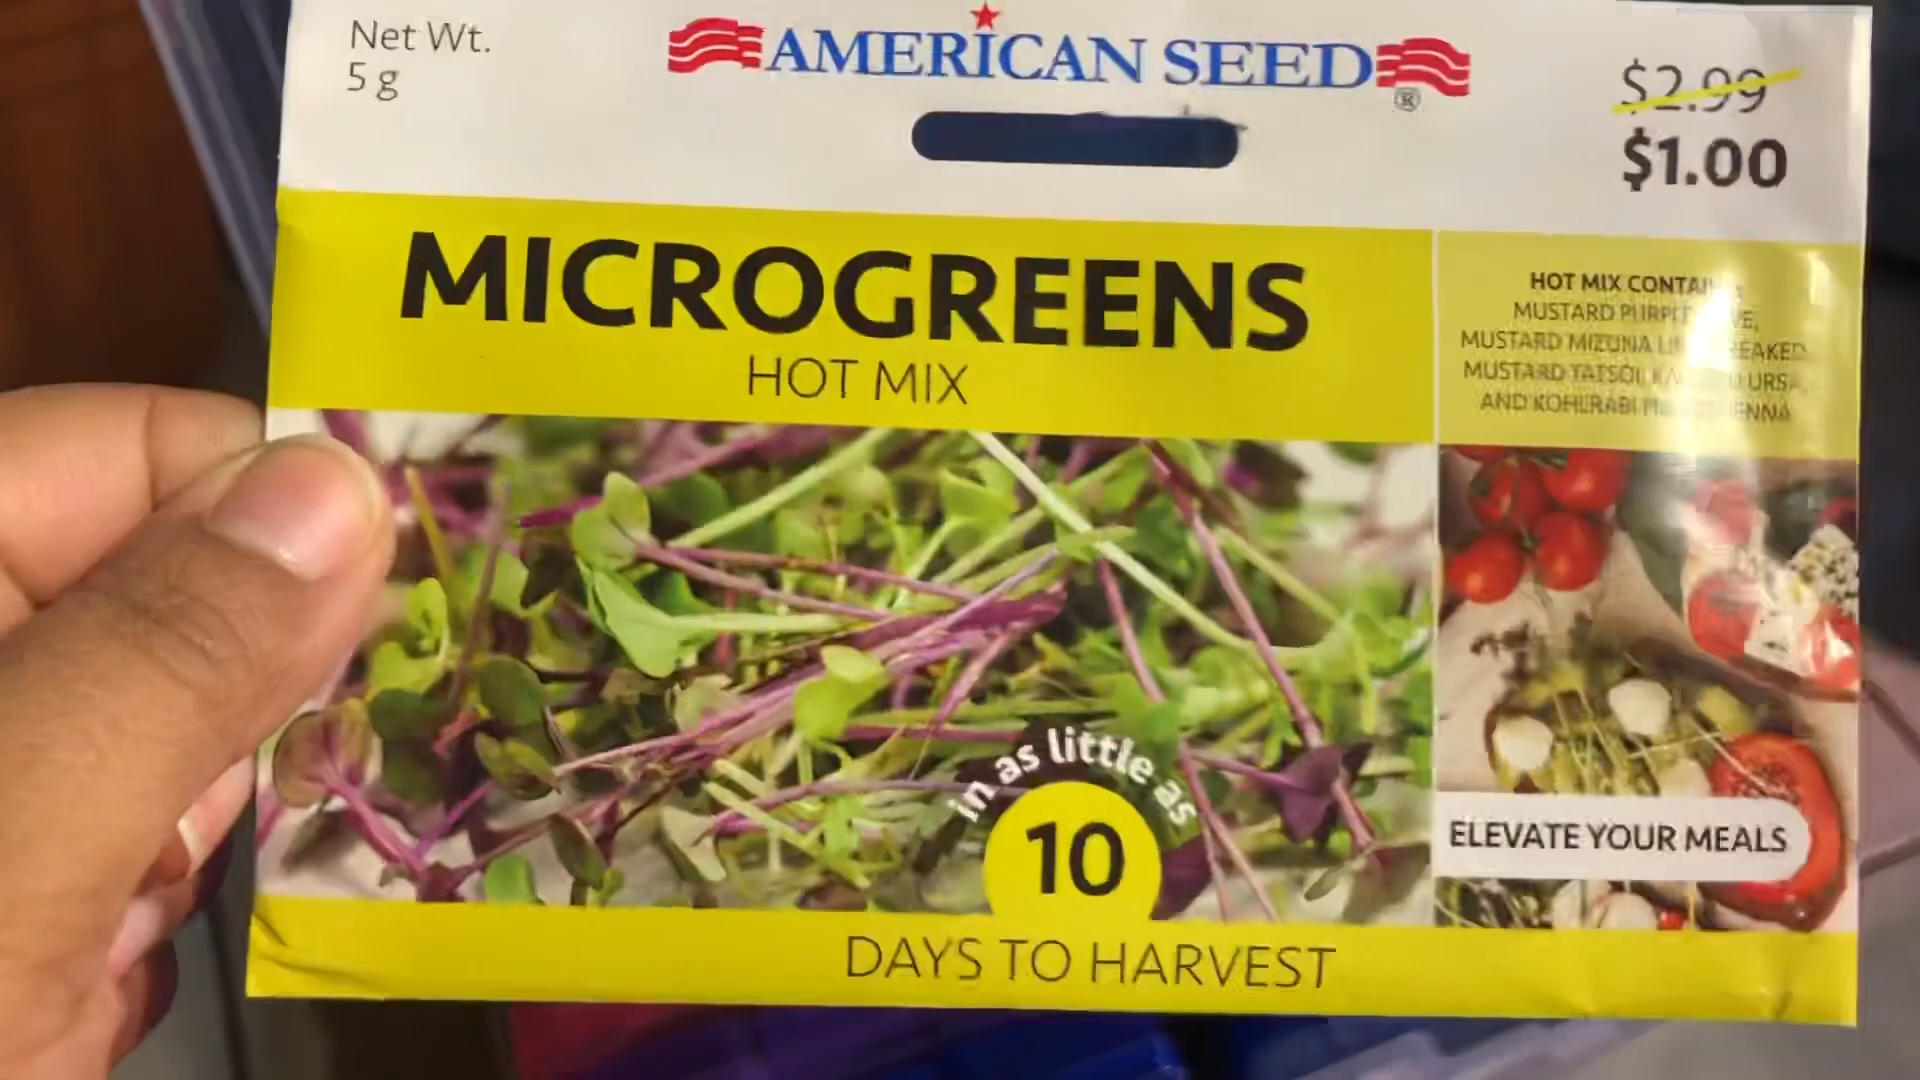 Net Wt.
5 g
AMERICAN SEED
®
$2.99
$1.00
MICROGREENS
HOT MIX
HOT MIX
MUSTARD
MUSTARD MIZUNA
MUSTARD TATSOI,
AND KOHLRABI
in as little as
10
DAYS TO HARVEST
ELEVATE YOUR MEALS